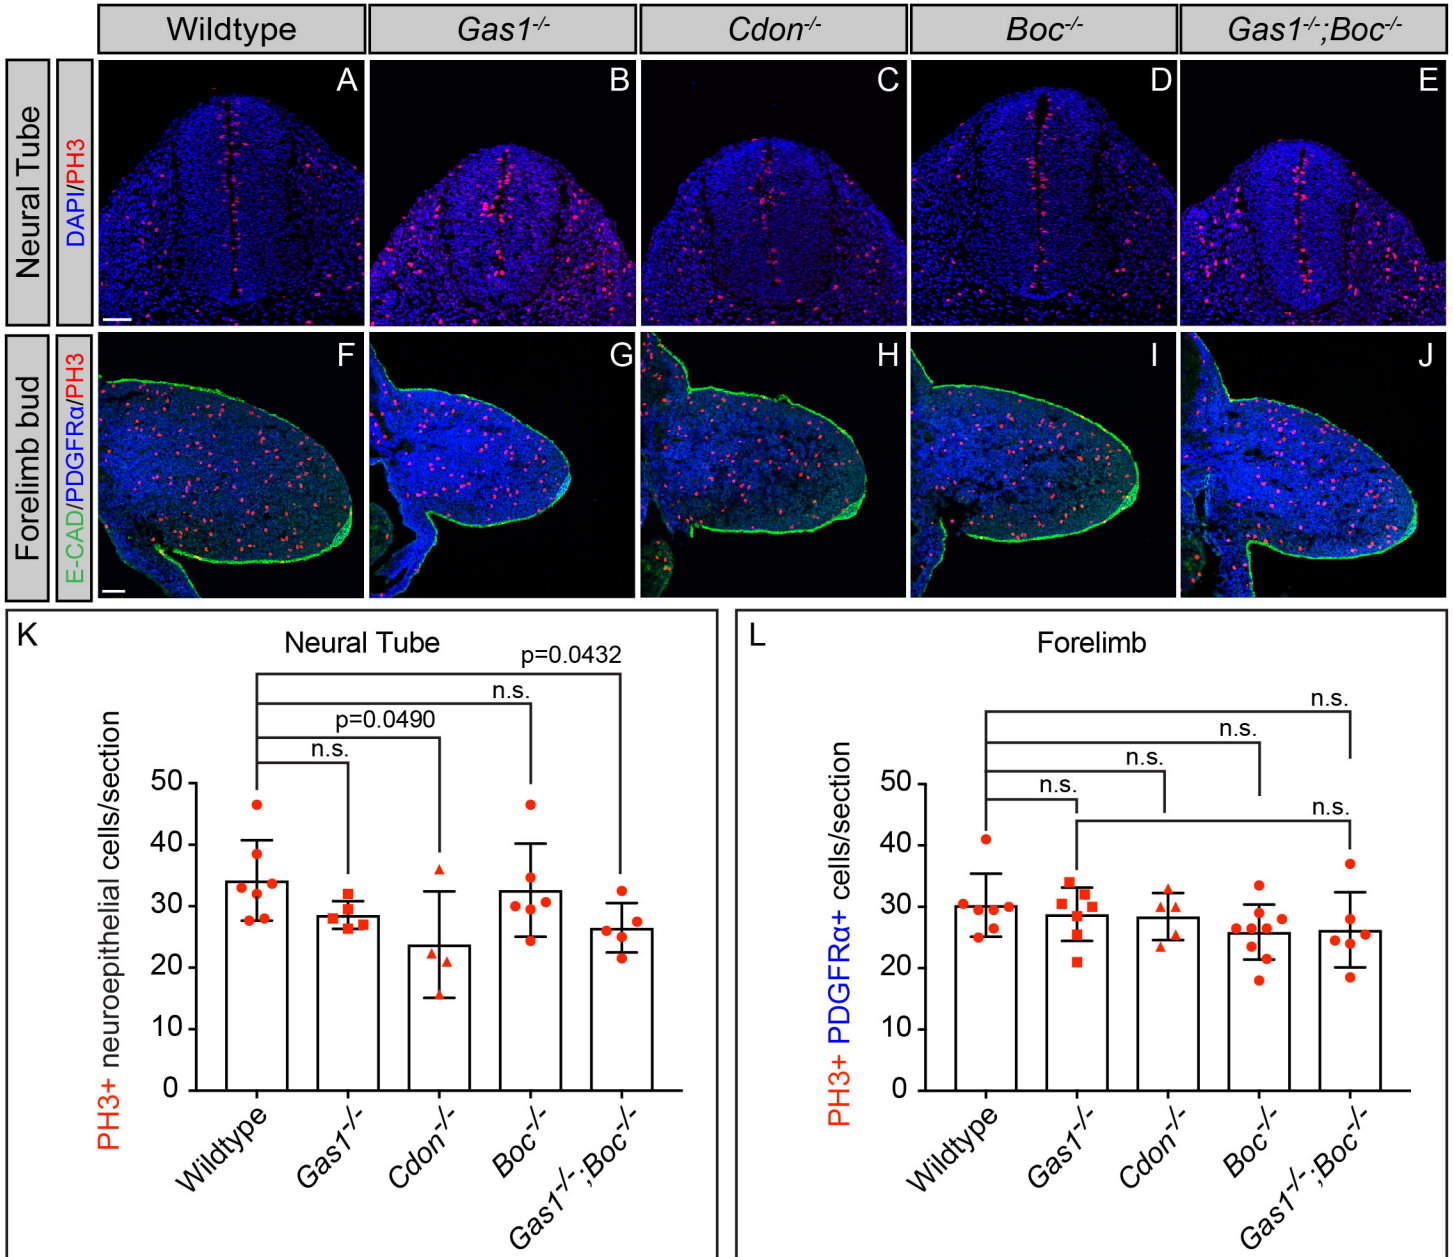 Wildtype
Gas1-/-
Cdon-/-
Boc-/-
Gas1-/-;Boc-/-
Neural Tube
DAPI/PH3
A
B
C
D
E
Forelimb bud
E-CAD/PDGFRα/PH3
F
G
H
I
J
K
Neural Tube
p=0.0432
n.s.
p=0.0490
n.s.
PH3+ neuroepithelial cells/section
50
40
30
20
10
0
Wildtype
Gas1-/-
Cdon-/-
Boc-/-
Gas1-/-;Boc-/-
L
Forelimb
n.s.
n.s.
n.s.
n.s.
n.s.
PH3+ PDGFRα+ cells/section
50
40
30
20
10
0
Wildtype
Gas1-/-
Cdon-/-
Boc-/-
Gas1-/-;Boc-/-